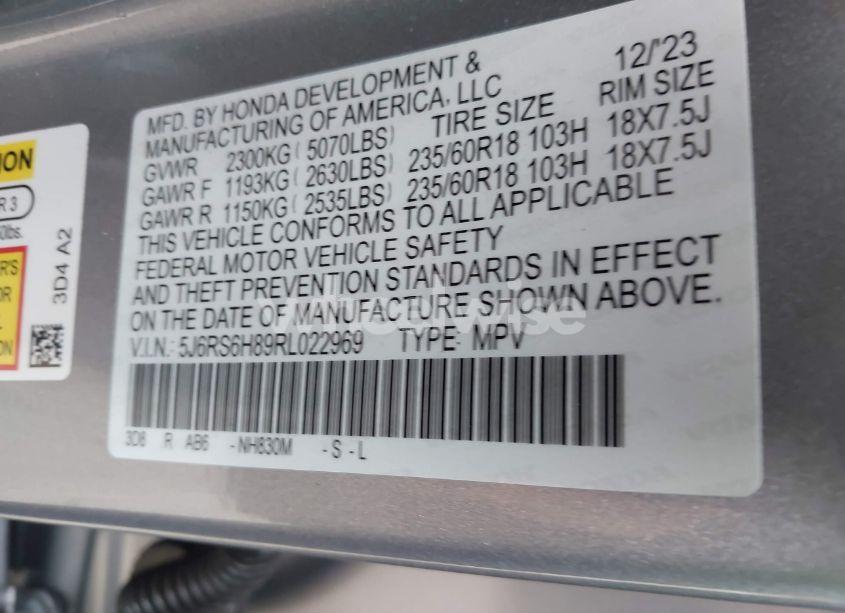 MFD. BY HONDA DEVELOPMENT & 12/'23
MANUFACTURING OF AMERICA, LLC RIM SIZE
GVWR 2300KG (5070LBS) TIRE SIZE
GAWR F 1193KG (2630LBS) 235/60R18 103H 18X7.5J
GAWR R 1150KG (2535LBS) 235/60R18 103H 18X7.5J
THIS VEHICLE CONFORMS TO ALL APPLICABLE
FEDERAL MOTOR VEHICLE SAFETY
AND THEFT PREVENTION STANDARDS IN EFFECT
ON THE DATE OF MANUFACTURE SHOWN ABOVE.
V.I.N.: 5J6RS6H89RL022969 TYPE: MPV
3D8 R AB6 -NH830M -S-L
R 3
3D4 A2